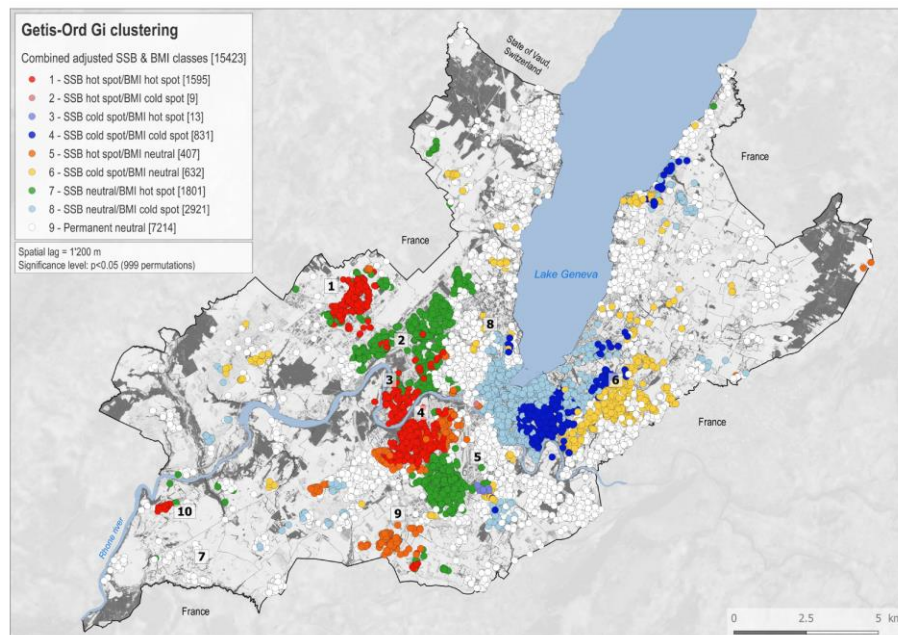 Getis-Ord Gi clustering
Combined adjusted SSB & BMI classes [15423]
1 - SSB hot spot/BMI hot spot [1595]
2 - SSB hot spot/BMI cold spot [9]
3 - SSB cold spot/BMI hot spot [13]
4 - SSB cold spot/BMI cold spot [831]
5 - SSB hot spot/BMI neutral [407]
6 - SSB cold spot/BMI neutral [632]
7 - SSB neutral/BMI hot spot [1801]
8 - SSB neutral/BMI cold spot [2921]
9 - Permanent neutral [7214]
Spatial lag = 1'200 m
Significance level: p<0.05 (999 permutations)
State of Vaud,
Switzerland
France
France
Lake Geneva
1
2
8
3
6
4
France
5
10
9
Rhone river
7
France
0 2.5 5 km